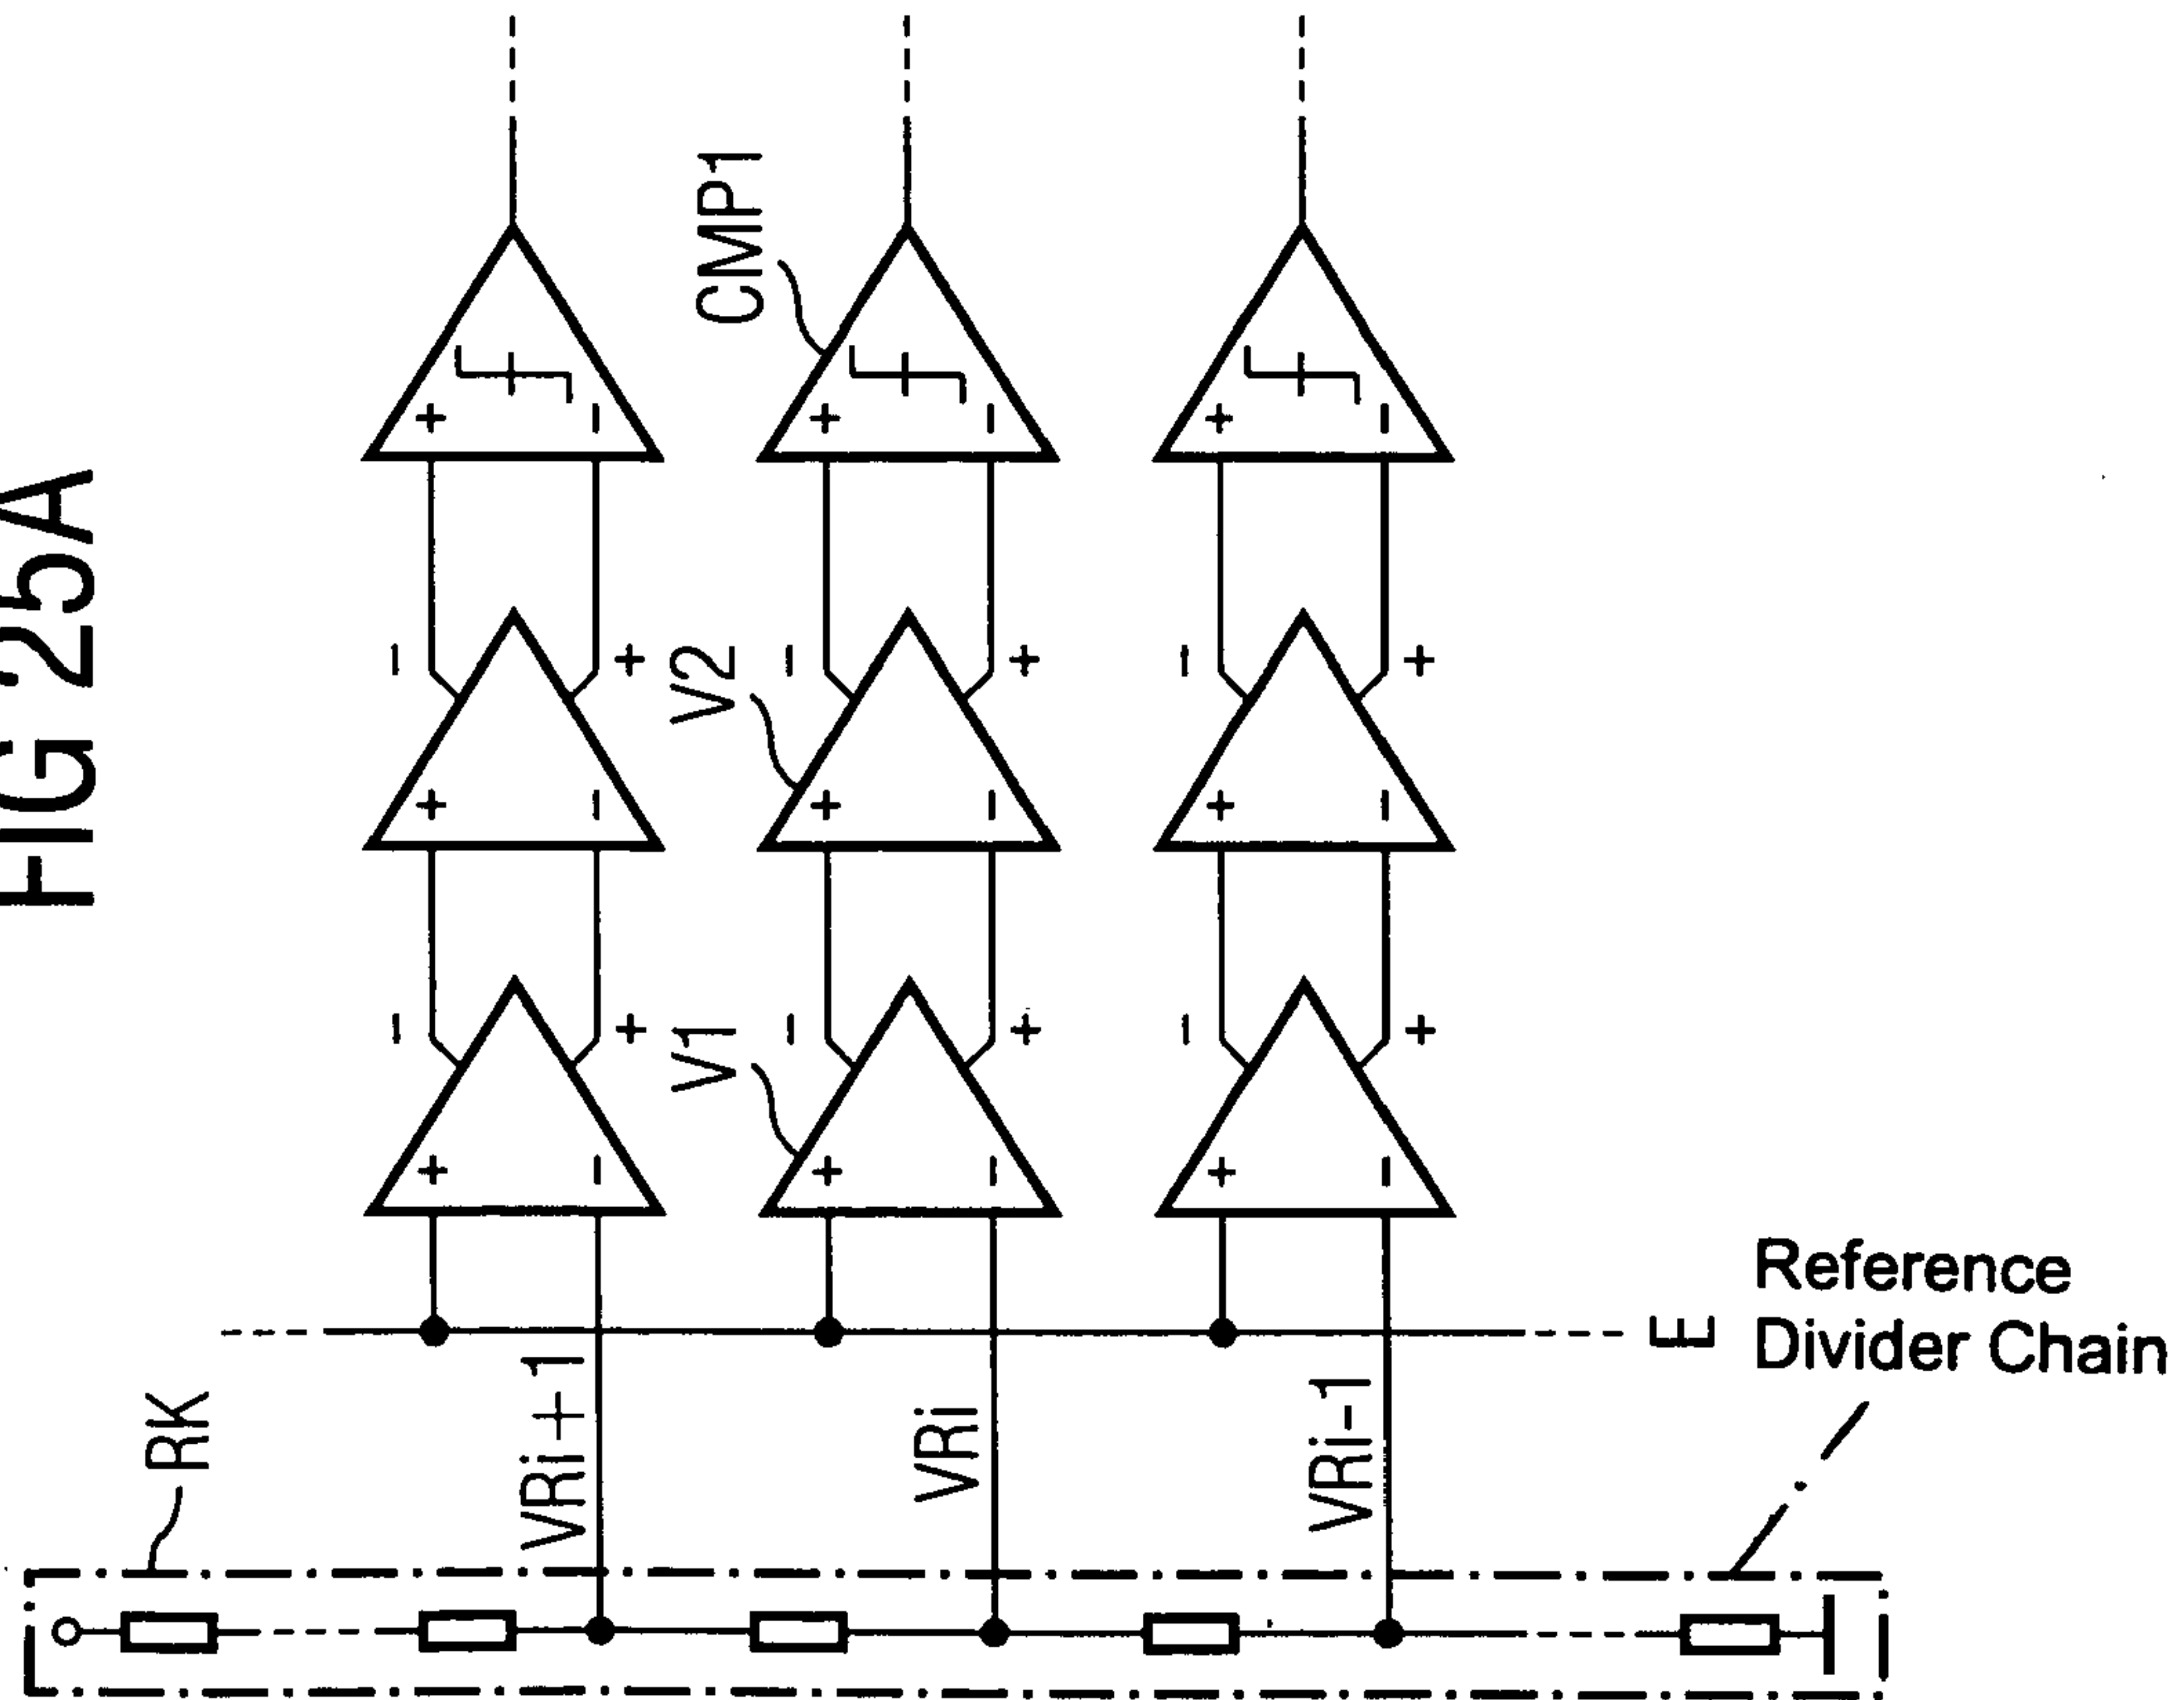 FIG 25A
CMP1
V2
V1
E
Reference
Divider Chain
RK
VRi+1
VRi
VRi-1